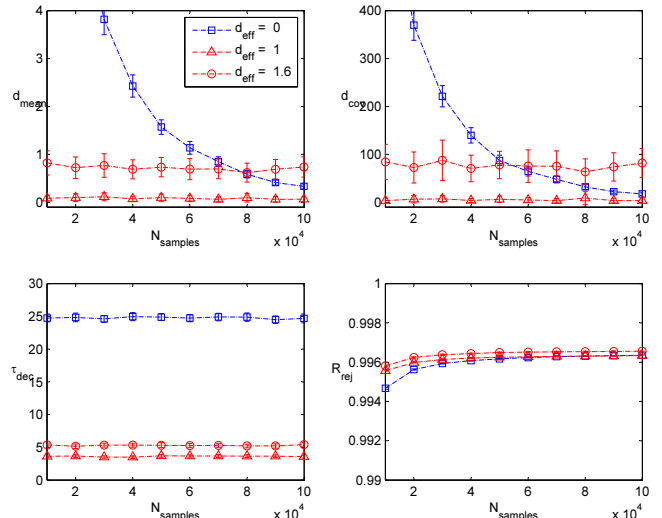 4
3
2
1
0
d_mean
2 4 6 8 10
N_samples
x 10^4
d_eff = 0
d_eff = 1
d_eff = 1.6
400
300
200
100
0
d_cov
2 4 6 8 10
N_samples
x 10^4
30
25
20
15
10
5
0
τ_dec
2 4 6 8 10
N_samples
x 10^4
1
0.998
0.996
0.994
0.992
0.99
R_rej
2 4 6 8 10
N_samples
x 10^4